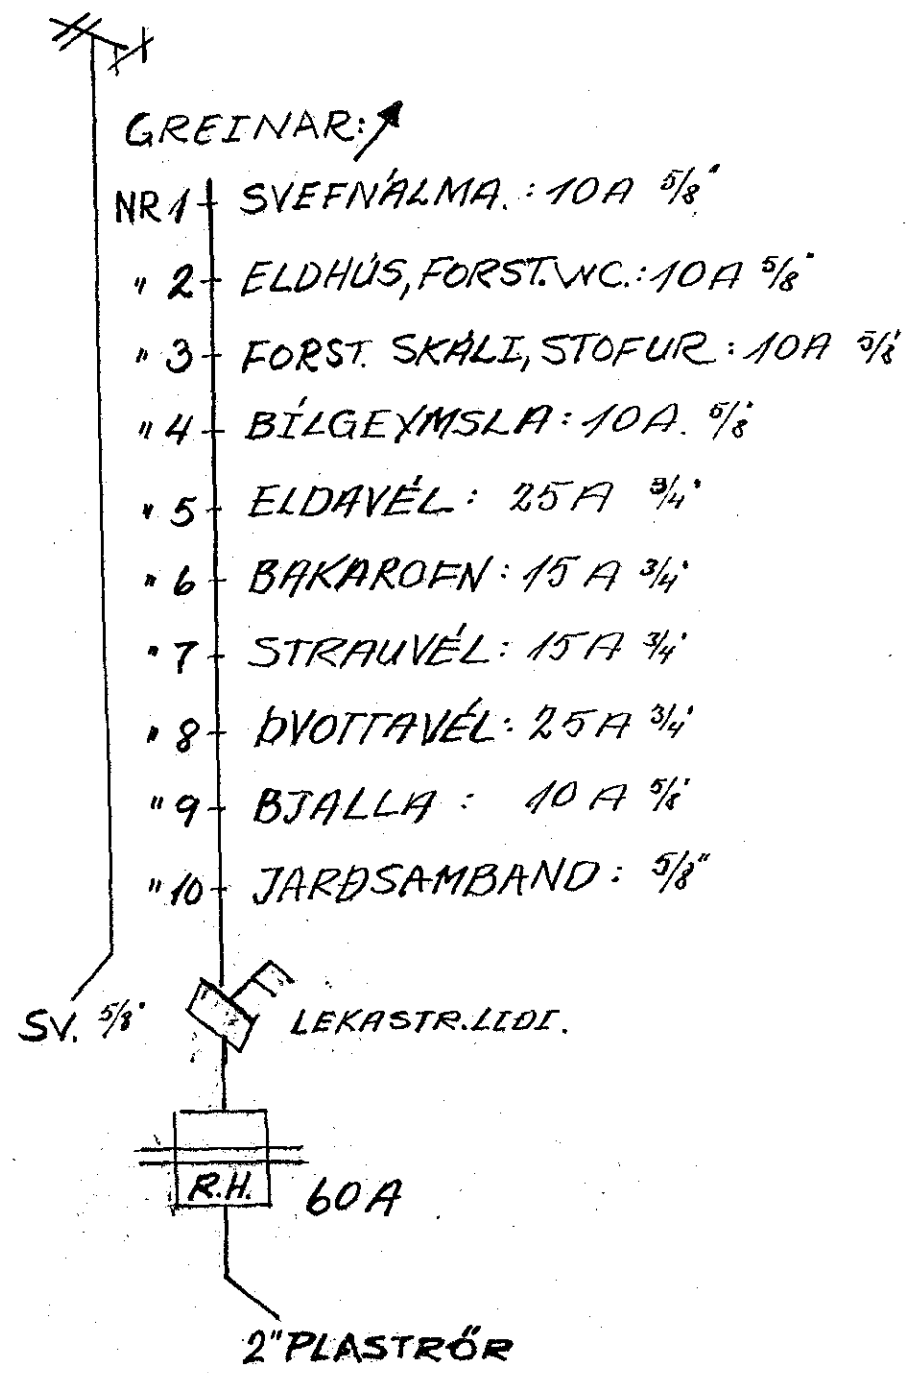 GREINAR:
NR 1 SVEFNÁLMA.: 10A 5/8"
" 2 ELDHÚS, FORST. WC.: 10A 5/8"
" 3 FORST. SKÁLI, STOFUR: 10A 5/8"
" 4 BÍLGEYMSLA: 10A. 5/8"
" 5 ELDAVÉL: 25A 3/4"
" 6 BAKAROFN: 15A 3/4"
" 7 STRAUVÉL: 15A 3/4"
" 8 ÞVOTTAVÉL: 25A 3/4"
" 9 BJALLA: 10A 5/8"
" 10 JARÐSAMBAND: 5/8"
SV. 5/8"
LEKASTR.LIÐI.
R.H. 60A
2" PLASTRÖR